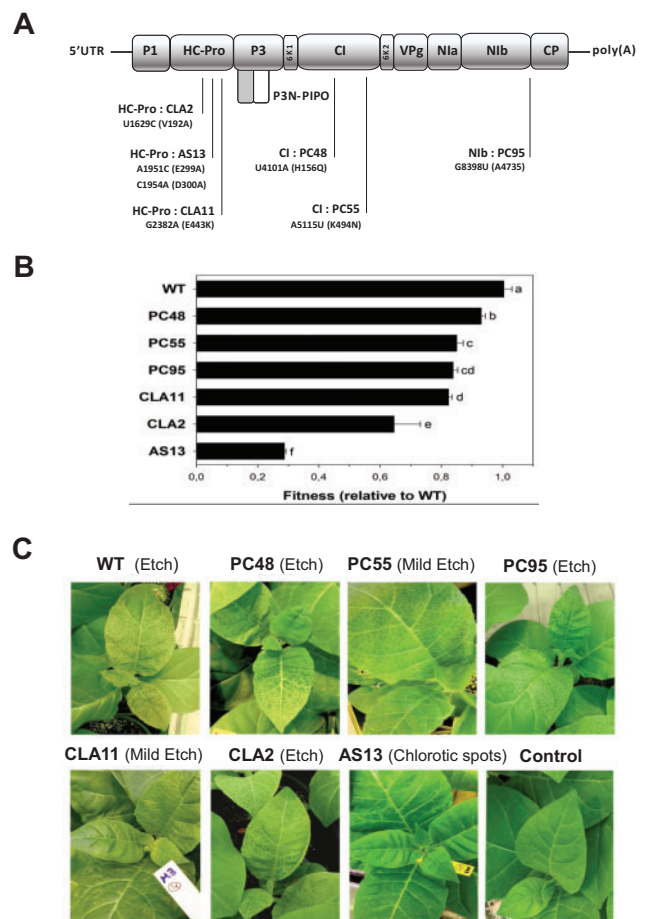 A
5'UTR P1 HC-Pro P3 6K1 CI 6K2 VPg NIa NIb CP poly(A)
P3N-PIPO
HC-Pro : CLA2
U1629C (V192A)
HC-Pro : AS13
A1951C (E299A)
C1954A (D300A)
HC-Pro : CLA11
G2382A (E443K)
CI : PC48
U4101A (H156Q)
CI : PC55
A5115U (K494N)
NIb : PC95
G8398U (A4735)
B
WT a
PC48 b
PC55 c
PC95 cd
CLA11 d
CLA2 e
AS13 f
0,0 0,2 0,4 0,6 0,8 1,0
Fitness (relative to WT)
C
WT (Etch) PC48 (Etch) PC55 (Mild Etch) PC95 (Etch)
CLA11 (Mild Etch) CLA2 (Etch) AS13 (Chlorotic spots) Control